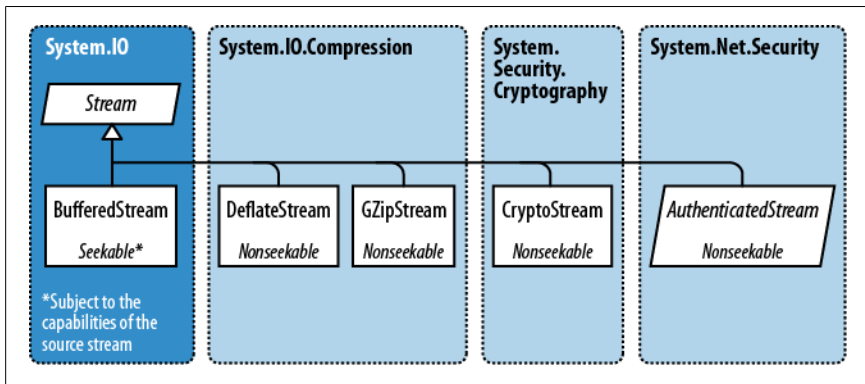 System.IO
Stream
BufferedStream
Seekable*
*Subject to the
capabilities of the
source stream
System.IO.Compression
DeflateStream
Nonseekable
GZipStream
Nonseekable
System.
Security.
Cryptography
CryptoStream
Nonseekable
System.Net.Security
AuthenticatedStream
Nonseekable